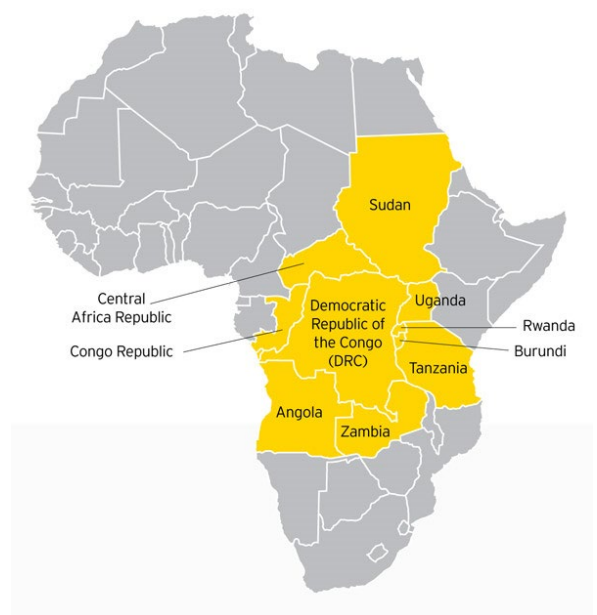 Sudan
Central
Africa Republic
Uganda
Democratic
Republic of
the Congo
(DRC)
Rwanda
Congo Republic
Burundi
Tanzania
Angola
Zambia